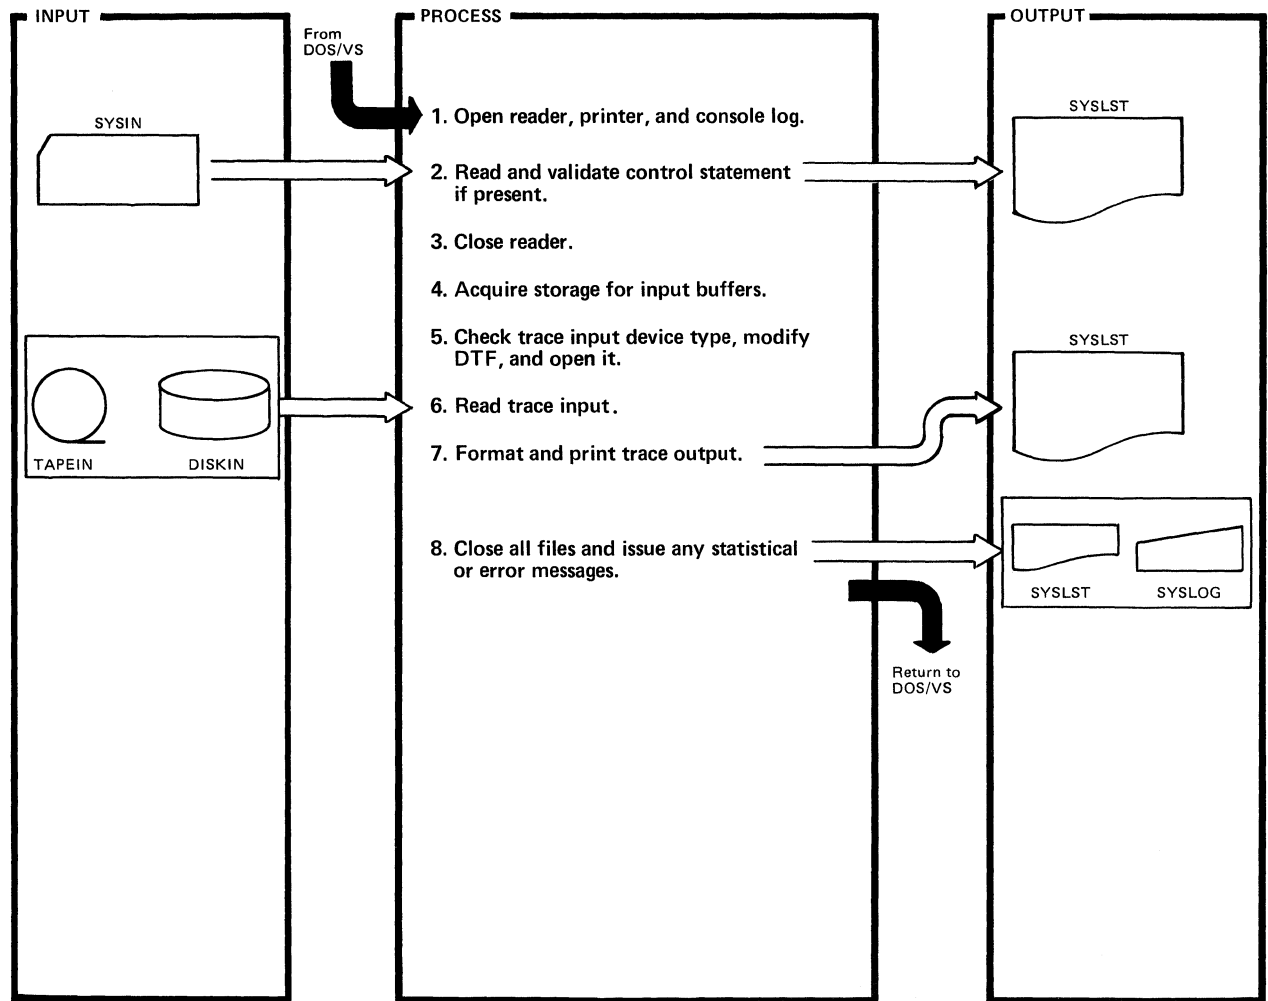 INPUT
PROCESS
OUTPUT
From
DOS/VS
SYSIN
1. Open reader, printer, and console log.
2. Read and validate control statement
if present.
3. Close reader.
4. Acquire storage for input buffers.
5. Check trace input device type, modify
DTF, and open it.
6. Read trace input.
7. Format and print trace output.
8. Close all files and issue any statistical
or error messages.
TAPEIN
DISKIN
SYSLST
SYSLST
SYSLST
SYSLOG
Return to
DOS/VS